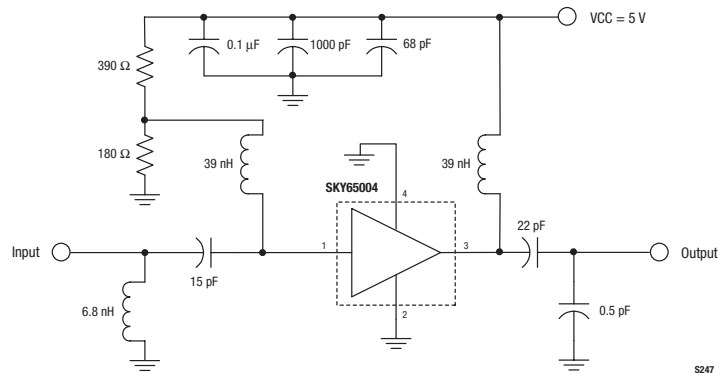 VCC = 5 V
0.1 μF
1000 pF
68 pF
390 Ω
180 Ω
39 nH
39 nH
SKY65004
4
22 pF
Input
1
3
Output
15 pF
2
6.8 nH
0.5 pF
S247